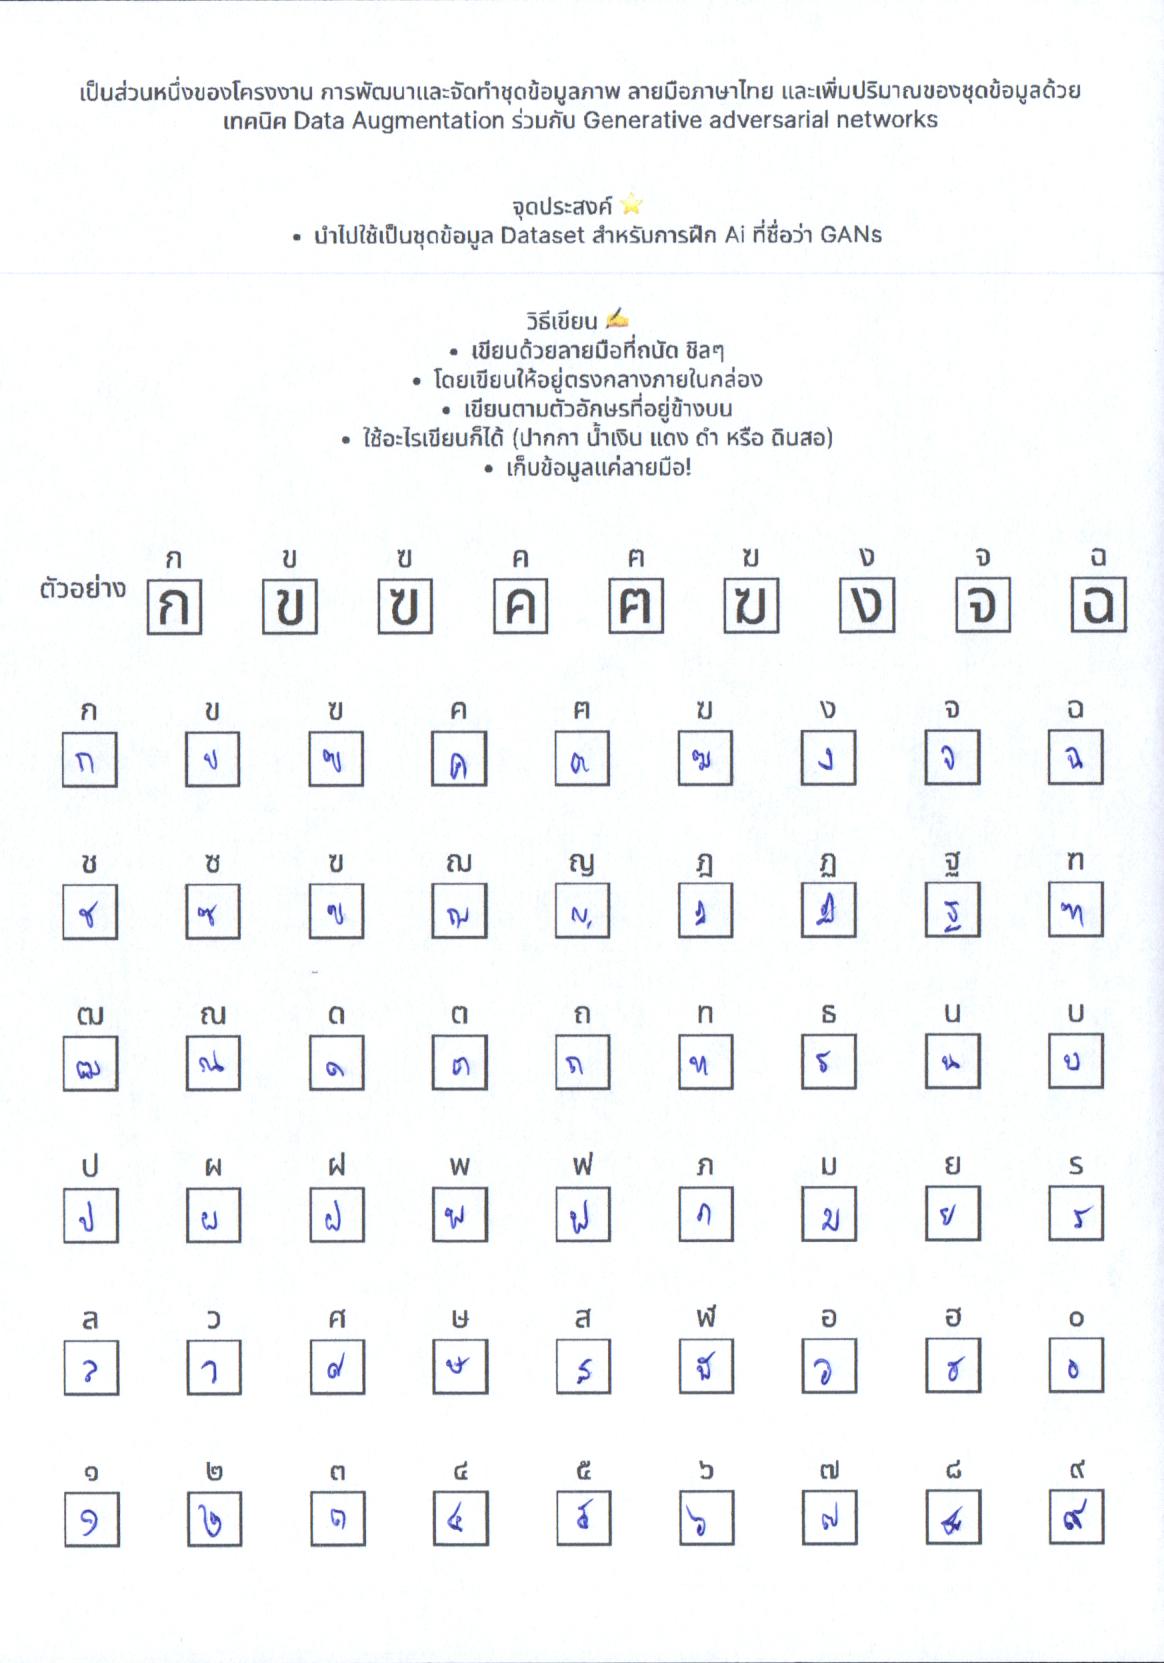 เป็นส่วนหนึ่งของโครงงาน การพัฒนาและจัดทำชุดข้อมูลภาพ ลายมือภาษาไทย และเพิ่มปริมาณของชุดข้อมูลด้วย
เทคนิค Data Augmentation ร่วมกับ Generative adversarial networks
จุดประสงค์ ⭐
• นำไปใช้เป็นชุดข้อมูล Dataset สำหรับการฝึก Ai ที่ชื่อว่า GANs
วิธีเขียน ✍
• เขียนด้วยลายมือที่ถนัด ชิลๆ
• โดยเขียนให้อยู่ตรงกลางภายในกล่อง
• เขียนตามตัวอักษรที่อยู่ข้างบน
• ใช้อะไรเขียนก็ได้ (ปากกา น้ำเงิน แดง ดำ หรือ ดินสอ)
• เก็บข้อมูลแค่ลายมือ!
ก ข ฃ ค ฅ ฆ ง จ ฉ
ตัวอย่าง ก ข ฃ ค ฅ ฆ ง จ ฉ
ก ข ฃ ค ฅ ฆ ง จ ฉ
ก ข ฃ ค ฅ ฆ ง จ ฉ
ช ซ ฃ ฌ ญ ฎ ฏ ฐ ฑ
ช ซ ฃ ฌ ญ ฎ ฏ ฐ ฑ
ฒ ณ ด ต ถ ท ธ น บ
ฒ ณ ด ต ถ ท ธ น บ
ป ผ ฝ พ ฟ ภ ม ย ร
ป ผ ฝ พ ฟ ภ ม ย ร
ล ว ศ ษ ส ฬ อ ฮ ๐
ล ว ศ ษ ส ฬ อ ฮ ๐
๑ ๒ ๓ ๔ ๕ ๖ ๗ ๘ ๙
๑ ๒ ๓ ๔ ๕ ๖ ๗ ๘ ๙